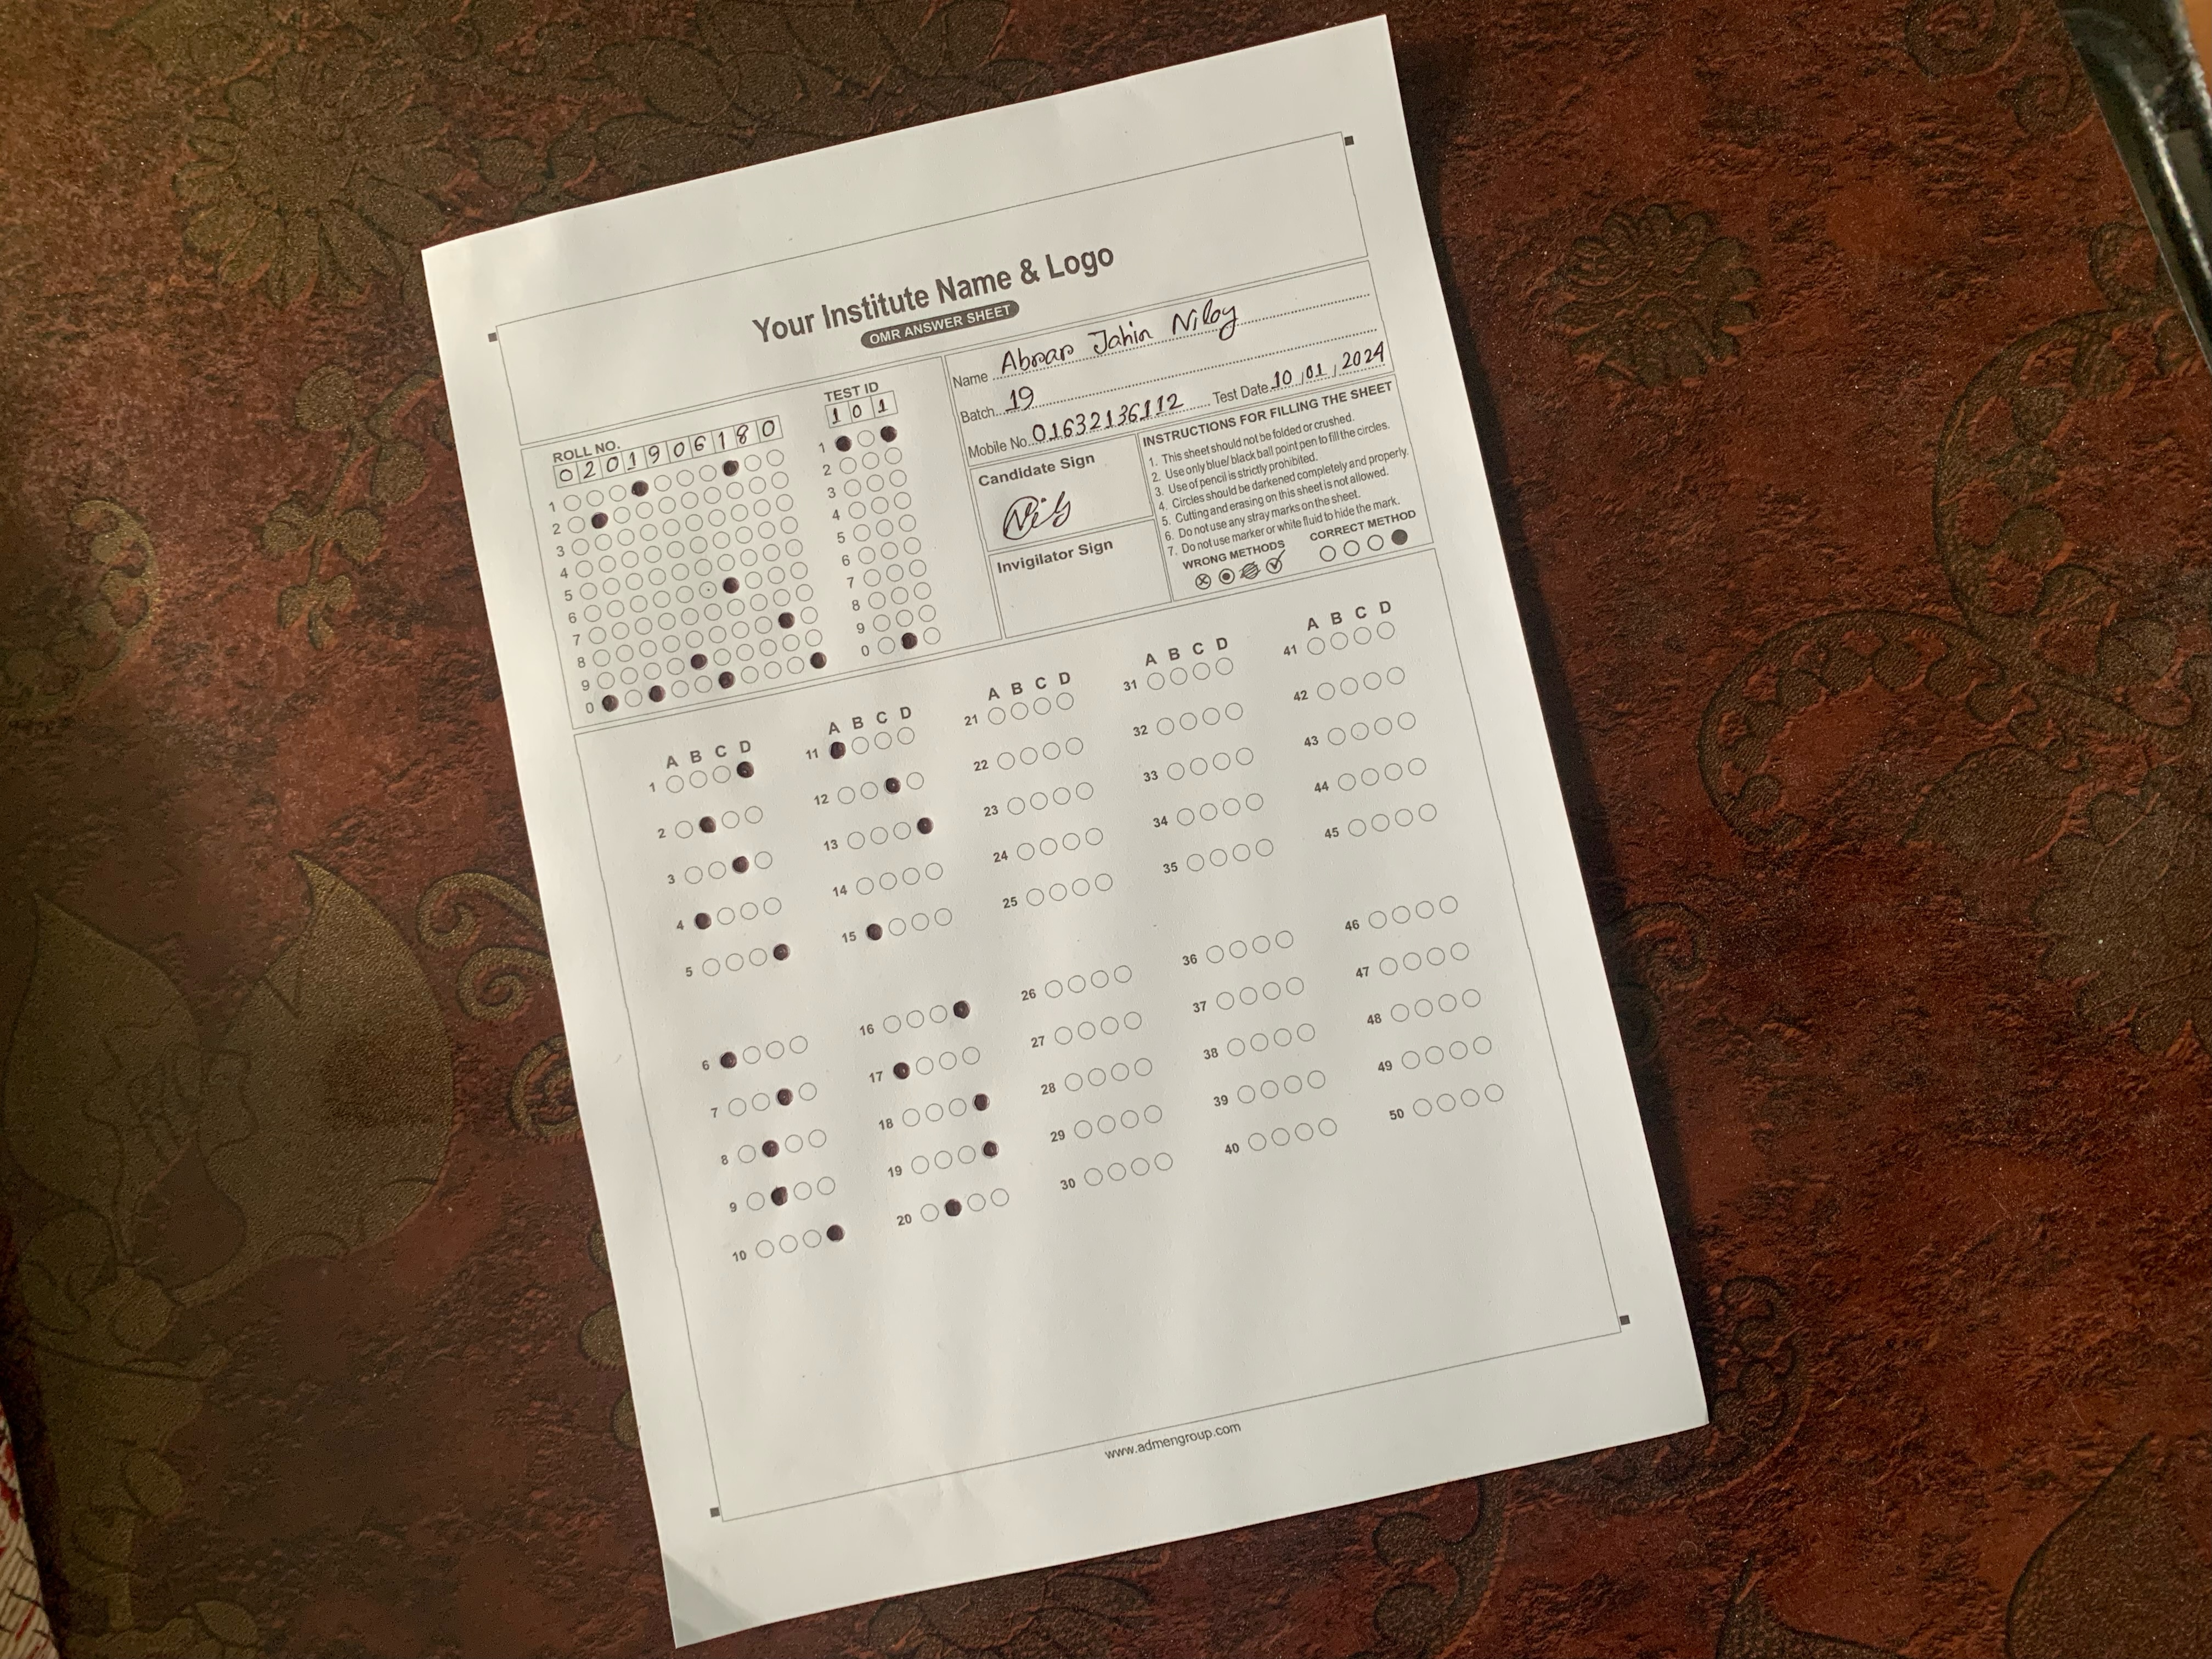 Your Institute Name & Logo
OMR ANSWER SHEET
ROLL NO.
0 2 0 1 9 0 6 1 8 0
1
2
3
4
5
6
7
8
9
0
TEST ID
1 0 1
1
2
3
4
5
6
7
8
9
0
Name Abrar Jahin Niloy
Batch 19 Test Date 10 / 01 / 2024
Mobile No. 01632136112
Candidate Sign
Invigilator Sign
INSTRUCTIONS FOR FILLING THE SHEET
1. This sheet should not be folded or crushed.
2. Use only blue/ black ball point pen to fill the circles.
3. Use of pencil is strictly prohibited.
4. Circles should be darkened completely and properly.
5. Cutting and erasing on this sheet is not allowed.
6. Do not use any stray marks on the sheet.
7. Do not use marker or white fluid to hide the mark.
WRONG METHODS CORRECT METHOD
A B C D
1
2
3
4
5
6
7
8
9
10
A B C D
11
12
13
14
15
16
17
18
19
20
A B C D
21
22
23
24
25
26
27
28
29
30
A B C D
31
32
33
34
35
36
37
38
39
40
A B C D
41
42
43
44
45
46
47
48
49
50
www.admengroup.com